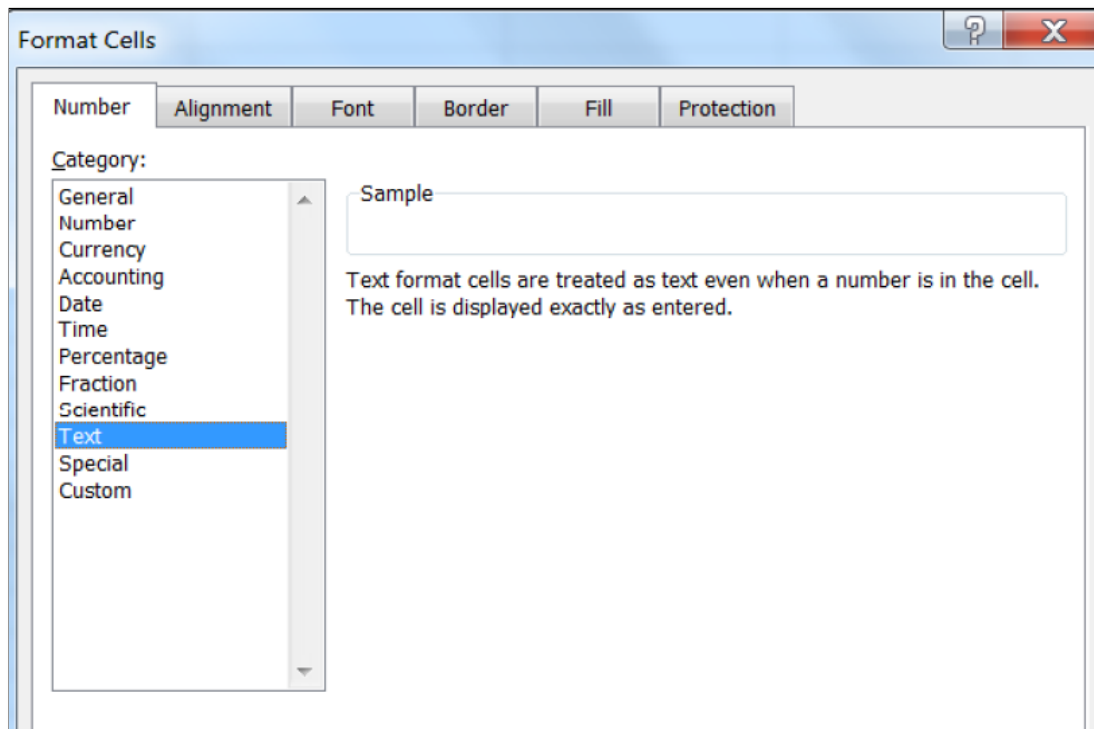 Format Cells
Number Alignment Font Border Fill Protection
Category:
General
Number
Currency
Accounting
Date
Time
Percentage
Fraction
Scientific
Text
Special
Custom
Sample
Text format cells are treated as text even when a number is in the cell.
The cell is displayed exactly as entered.